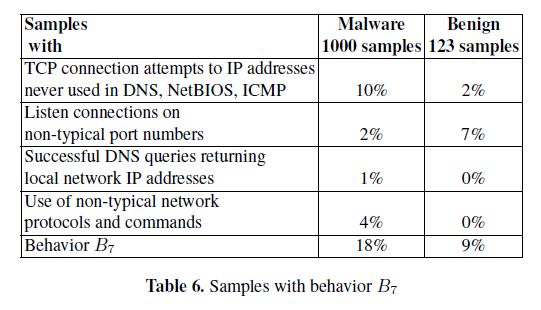 Samples Malware Benign
with 1000 samples 123 samples
TCP connection attempts to IP addresses
never used in DNS, NetBIOS, ICMP 10% 2%
Listen connections on
non-typical port numbers 2% 7%
Successful DNS queries returning
local network IP addresses 1% 0%
Use of non-typical network
protocols and commands 4% 0%
Behavior B7 18% 9%
Table 6. Samples with behavior B7